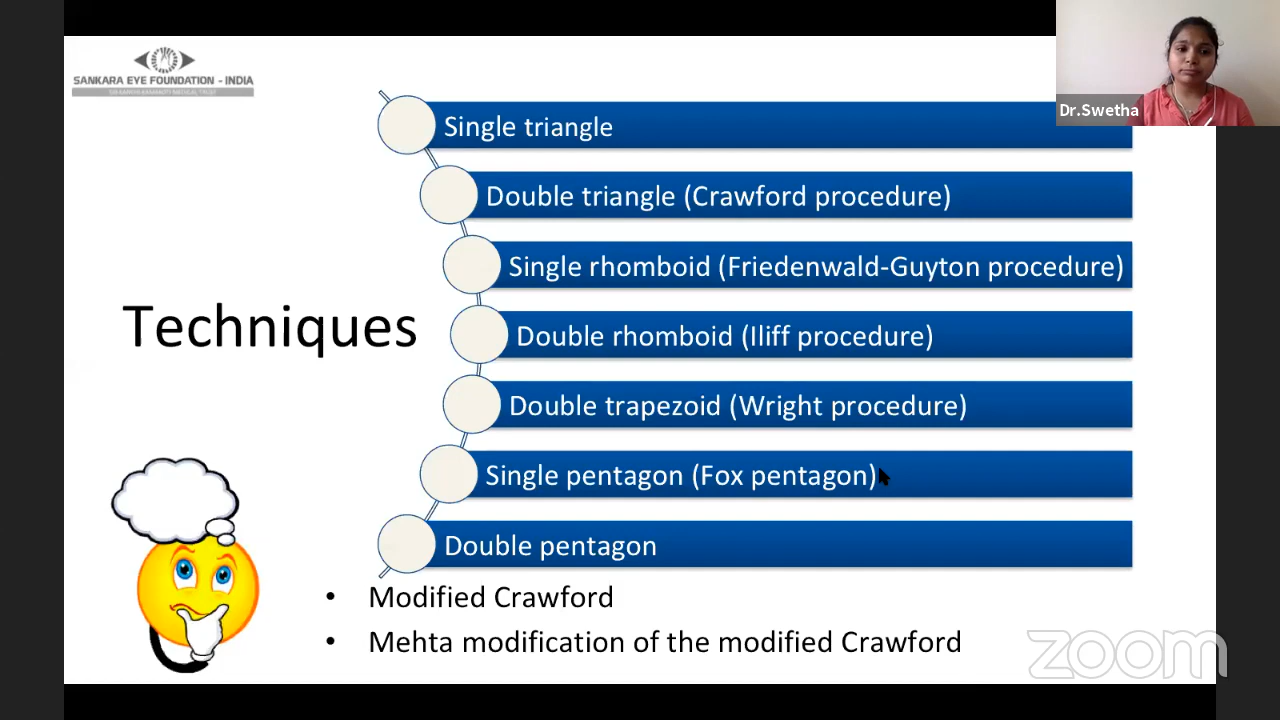 SANKARA EYE FOUNDATION - INDIA
Dr.Swetha
Single triangle
Double triangle (Crawford procedure)
Single rhomboid (Friedenwald-Guyton procedure)
Techniques
Double rhomboid (Iliff procedure)
Double trapezoid (Wright procedure)
Single pentagon (Fox pentagon)
Double pentagon
• Modified Crawford
• Mehta modification of the modified Crawford
zoom